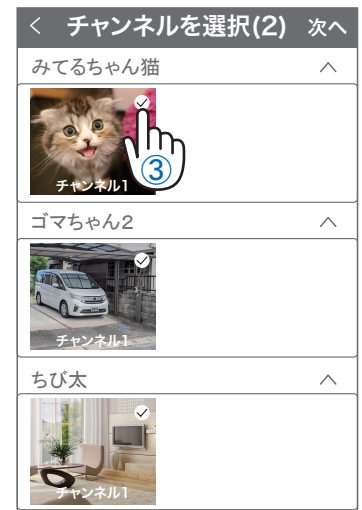 < チャンネルを選択(2) 次へ
みてるちゃん猫
チャンネル1
③
ゴマちゃん2
チャンネル1
ちび太
チャンネル1